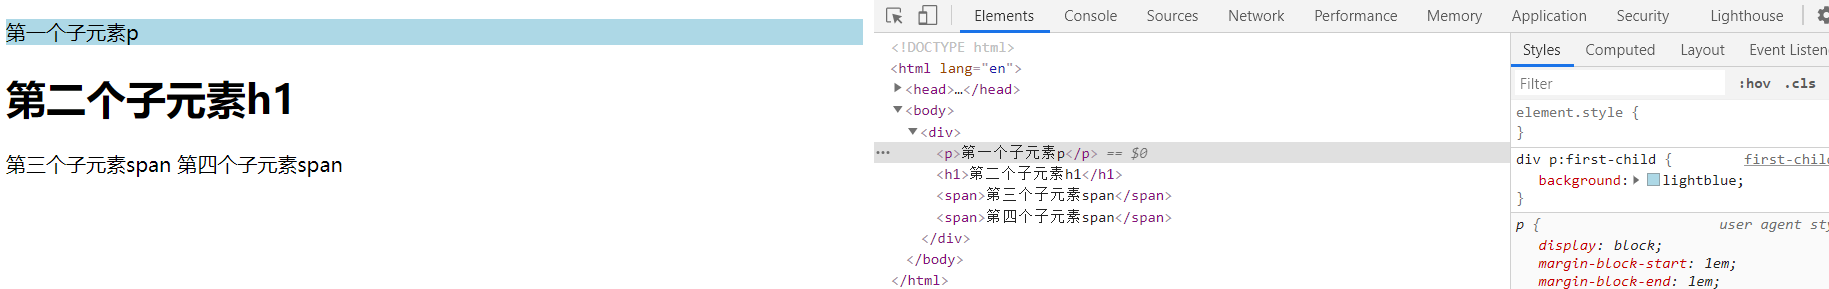 第一个子元素p
第二个子元素h1
第三个子元素span 第四个子元素span
Elements Console Sources Network Performance Memory Application Security Lighthouse
<!DOCTYPE html>
<html lang="en">
<head>…</head>
<body>
<div>
<p>第一个子元素p</p> == $0
<h1>第二个子元素h1</h1>
<span>第三个子元素span</span>
<span>第四个子元素span</span>
</div>
</body>
</html>
Styles Computed Layout Event Listene
Filter :hov .cls
element.style {
}
div p:first-child { first-chil
background: lightblue;
}
p { user agent sty
display: block;
margin-block-start: 1em;
margin-block-end: 1em;